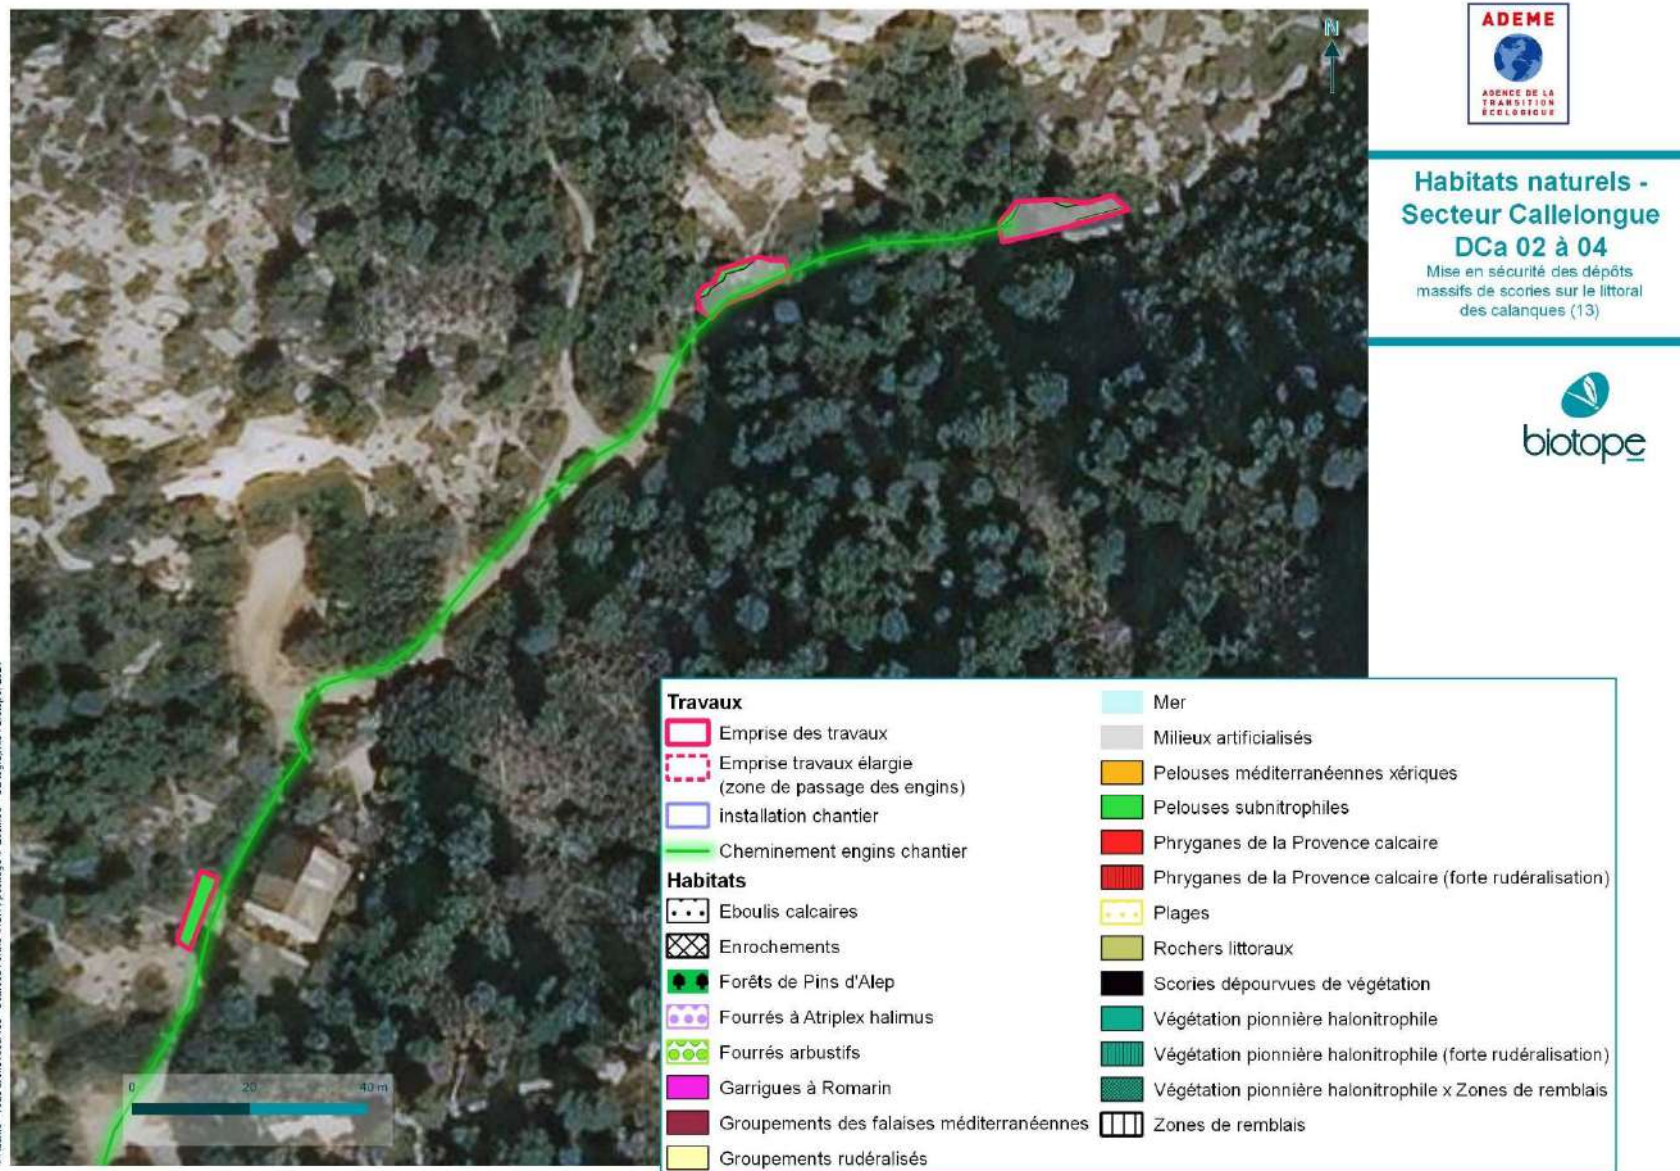 N
ADEME
AGENCE DE LA
TRANSITION
ÉCOLOGIQUE
Habitats naturels -
Secteur Callelongue
DCa 02 à 04
Mise en sécurité des dépôts
massifs de scories sur le littoral
des calanques (13)
biotope
Travaux
Emprise des travaux
Emprise travaux élargie
(zone de passage des engins)
installation chantier
Cheminement engins chantier
Habitats
Eboulis calcaires
Enrochements
Forêts de Pins d'Alep
Fourrés à Atriplex halimus
Fourrés arbustifs
Garrigues à Romarin
Groupements des falaises méditerranéennes
Groupements rudéralisés
Mer
Milieux artificialisés
Pelouses méditerranéennes xériques
Pelouses subnitrophiles
Phryganes de la Provence calcaire
Phryganes de la Provence calcaire (forte rudéralisation)
Plages
Rochers littoraux
Scories dépourvues de végétation
Végétation pionnière halonitrophile
Végétation pionnière halonitrophile (forte rudéralisation)
Végétation pionnière halonitrophile x Zones de remblais
Zones de remblais
0 20 40 m